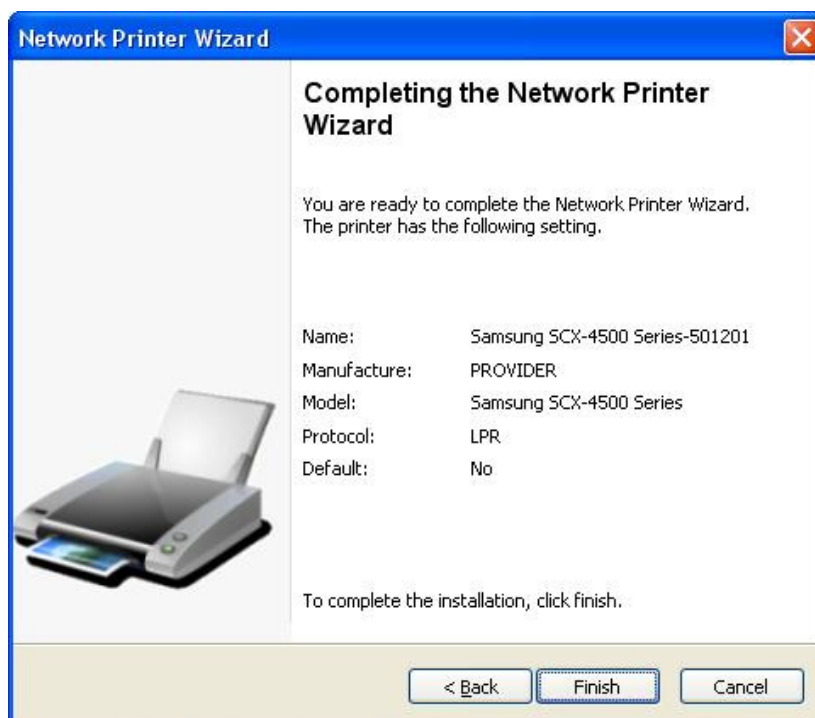 Network Printer Wizard
Completing the Network Printer
Wizard
You are ready to complete the Network Printer Wizard.
The printer has the following setting.
Name: Samsung SCX-4500 Series-501201
Manufacture: PROVIDER
Model: Samsung SCX-4500 Series
Protocol: LPR
Default: No
To complete the installation, click finish.
< Back Finish Cancel